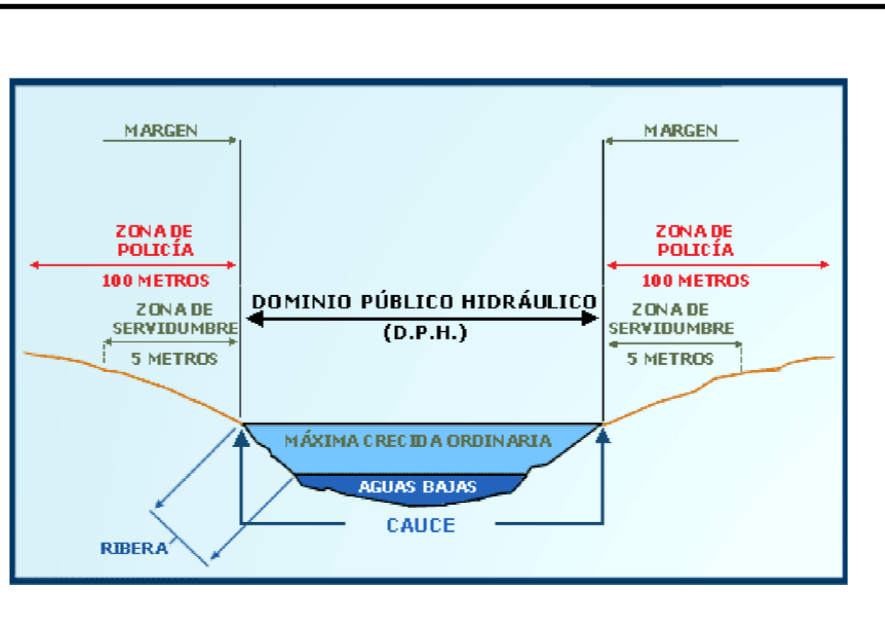 MARGEN
MARGEN
ZONA DE
POLICÍA
100 METROS
ZONA DE
POLICÍA
100 METROS
ZONA DE
SERVIDUMBRE
5 METROS
DOMINIO PÚBLICO HIDRÁULICO
(D.P.H.)
ZONA DE
SERVIDUMBRE
5 METROS
MÁXIMA CRECIDA ORDINARIA
AGUAS BAJAS
CAUCE
RIBERA